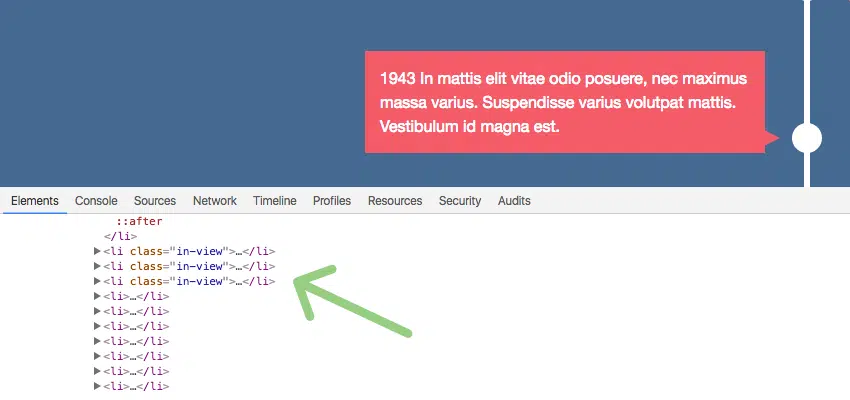 1943 In mattis elit vitae odio posuere, nec maximus
massa varius. Suspendisse varius volutpat mattis.
Vestibulum id magna est.
Elements Console Sources Network Timeline Profiles Resources Security Audits
::after
</li>
▶<li class="in-view">…</li>
▶<li class="in-view">…</li>
▶<li class="in-view">…</li>
▶<li>…</li>
▶<li>…</li>
▶<li>…</li>
▶<li>…</li>
▶<li>…</li>
▶<li>…</li>
▶<li>…</li>